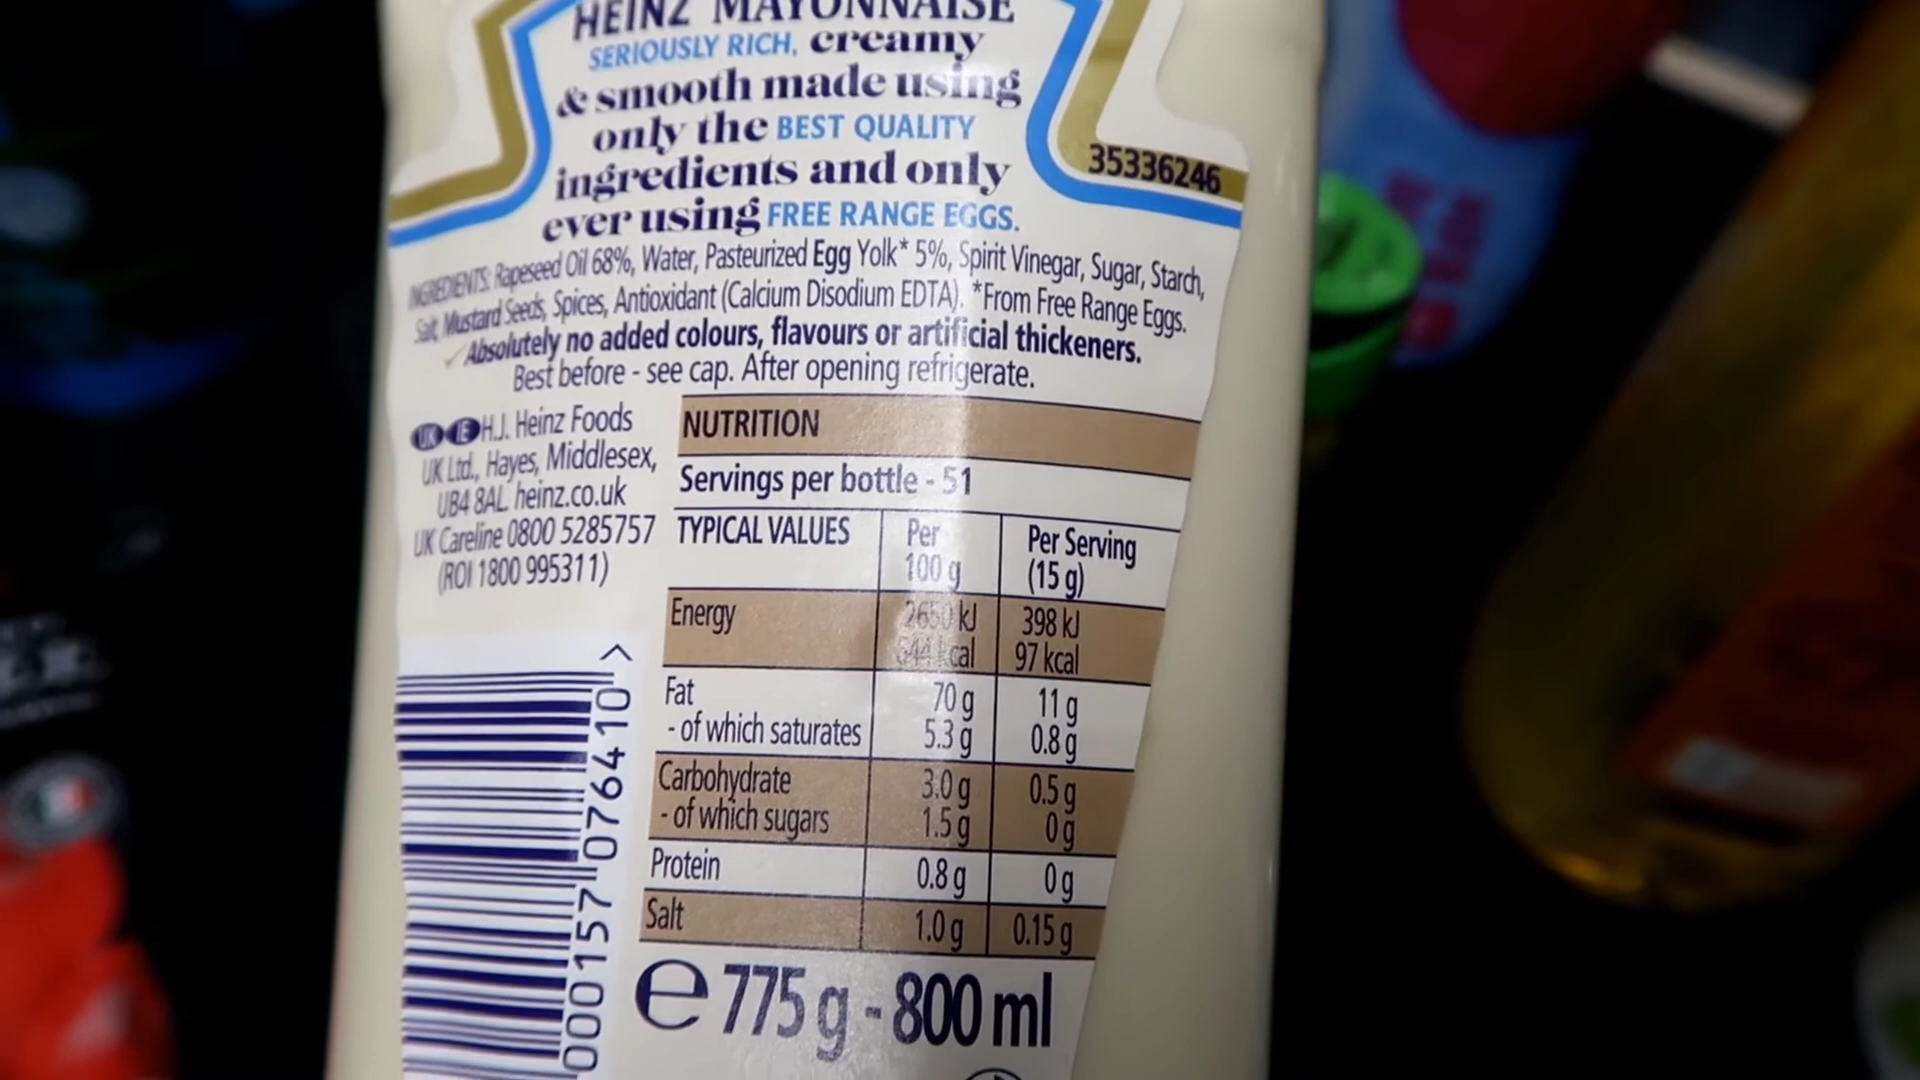 HEINZ MAYONNAISE
SERIOUSLY RICH, creamy
& smooth made using
only the BEST QUALITY
ingredients and only
ever using FREE RANGE EGGS.
35336246
INGREDIENTS: Rapeseed Oil 68%, Water, Pasteurized Egg Yolk* 5%, Spirit Vinegar, Sugar, Starch,
Salt, Mustard Seeds, Spices, Antioxidant (Calcium Disodium EDTA). *From Free Range Eggs.
Absolutely no added colours, flavours or artificial thickeners.
Best before - see cap. After opening refrigerate.
UK IE H.J. Heinz Foods
UK Ltd., Hayes, Middlesex,
UB4 8AL. heinz.co.uk
UK Careline 0800 5285757
(ROI 1800 995311)
NUTRITION
Servings per bottle - 51
TYPICAL VALUES Per 100 g Per Serving (15 g)
Energy 2650 kJ 398 kJ
644 kcal 97 kcal
Fat 70 g 11 g
- of which saturates 5.3 g 0.8 g
Carbohydrate 3.0 g 0.5 g
- of which sugars 1.5 g 0 g
Protein 0.8 g 0 g
Salt 1.0 g 0.15 g
e 775 g - 800 ml
000157 076410 >